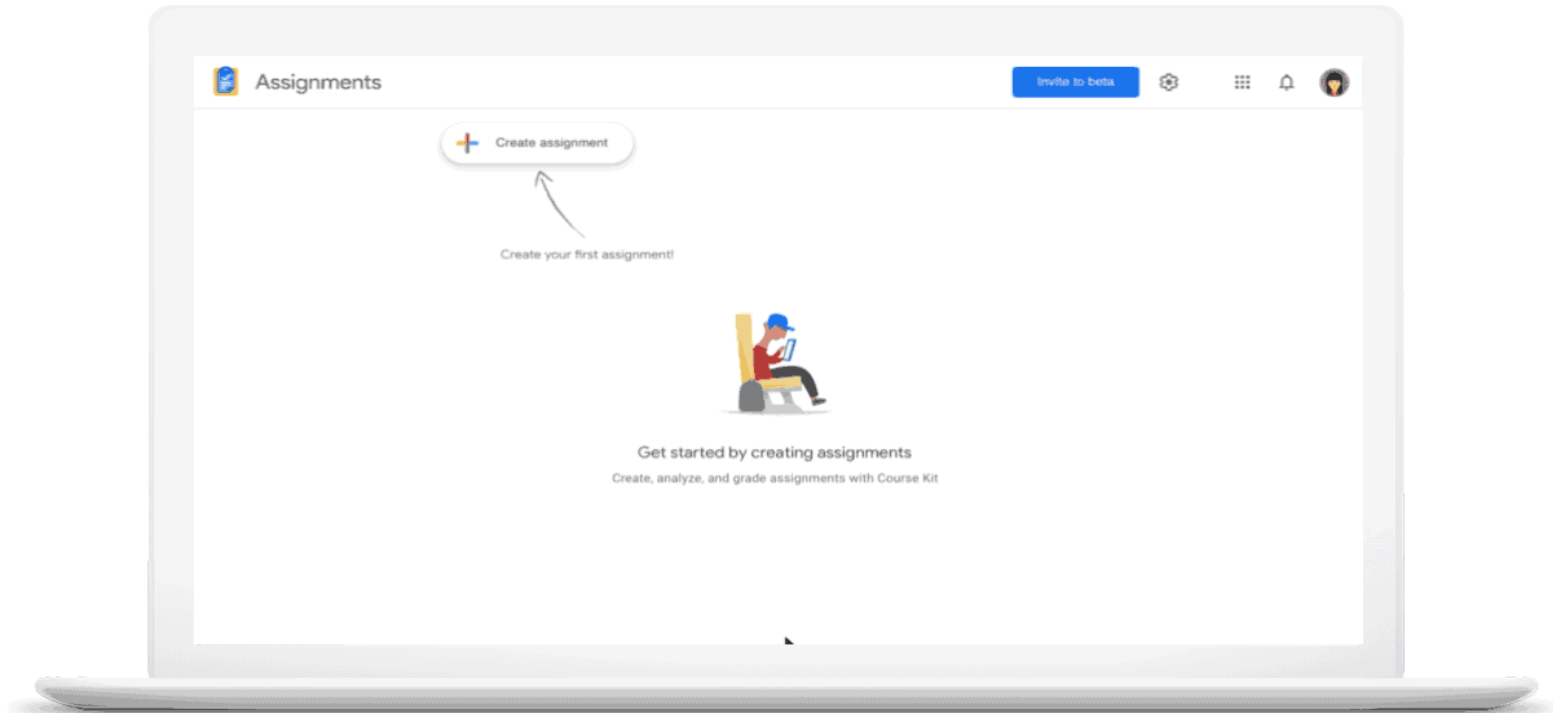 Assignments
Invite to beta
Create assignment
Create your first assignment!
Get started by creating assignments
Create, analyze, and grade assignments with Course Kit